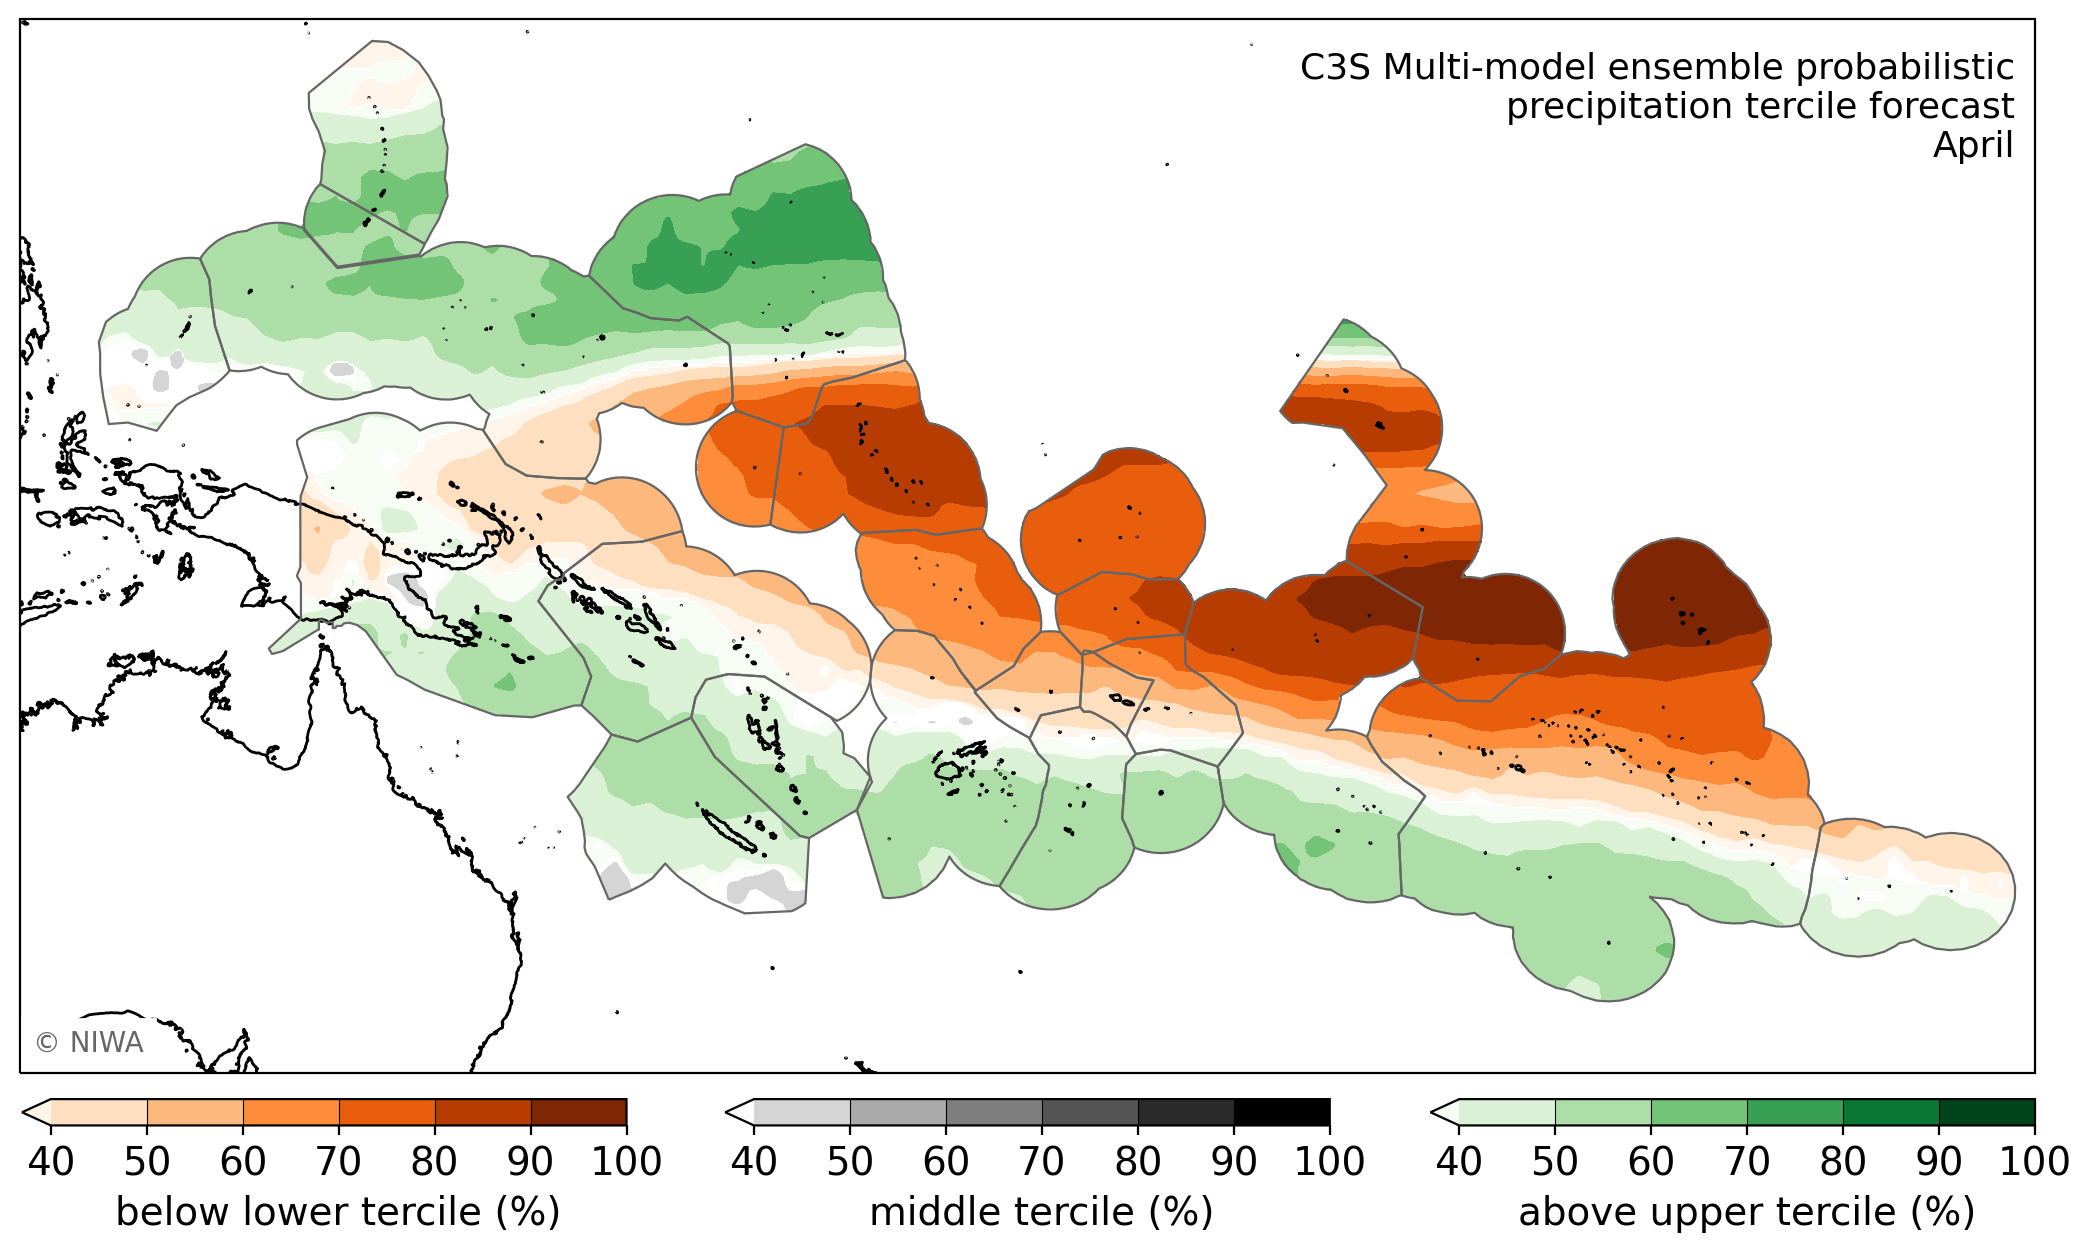 C3S Multi-model ensemble probabilistic
precipitation tercile forecast
April
© NIWA
40 50 60 70 80 90 100
below lower tercile (%)
40 50 60 70 80 90 100
middle tercile (%)
40 50 60 70 80 90 100
above upper tercile (%)